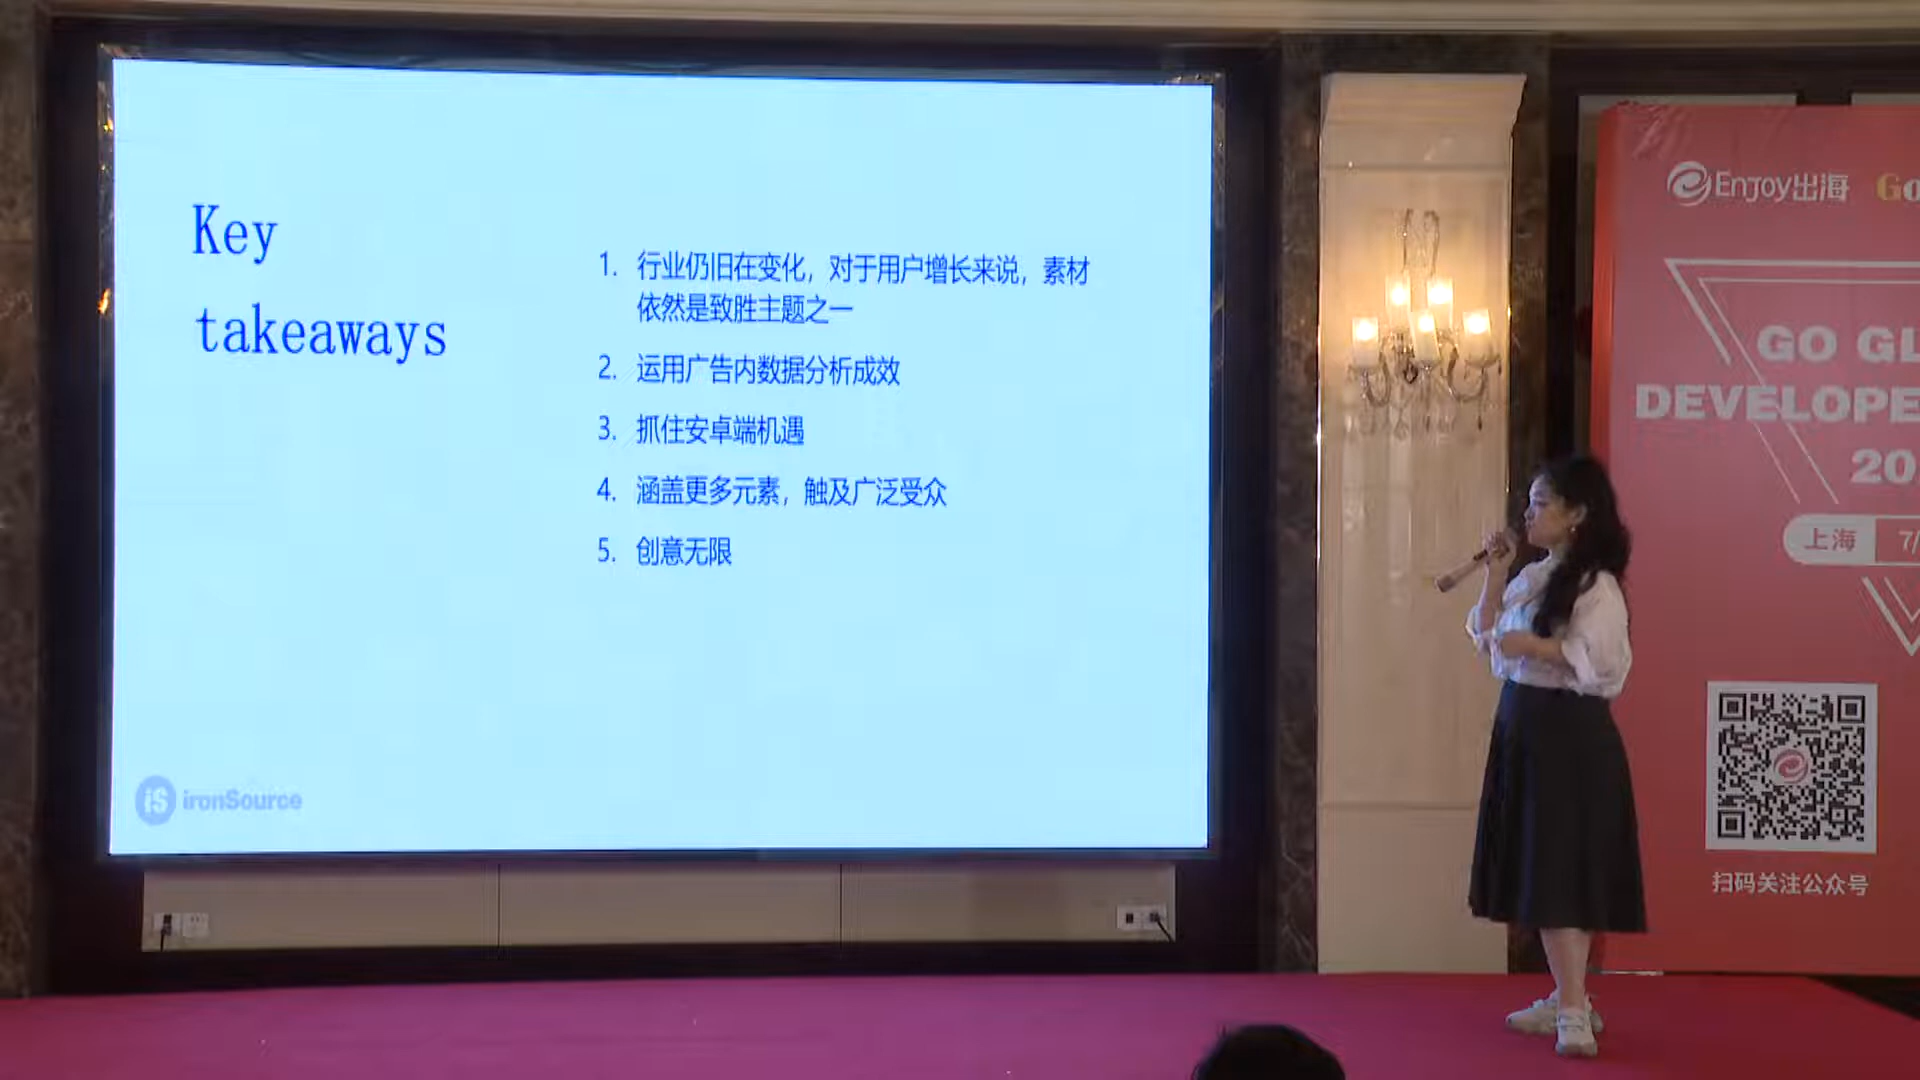 Key
takeaways
1. 行业仍旧在变化，对于用户增长来说，素材
依然是致胜主题之一
2. 运用广告内数据分析成效
3. 抓住安卓端机遇
4. 涵盖更多元素，触及广泛受众
5. 创意无限
iS ironSource
Enjoy出海 Go
GO GL
DEVELOPE
20
上海 7/
扫码关注公众号